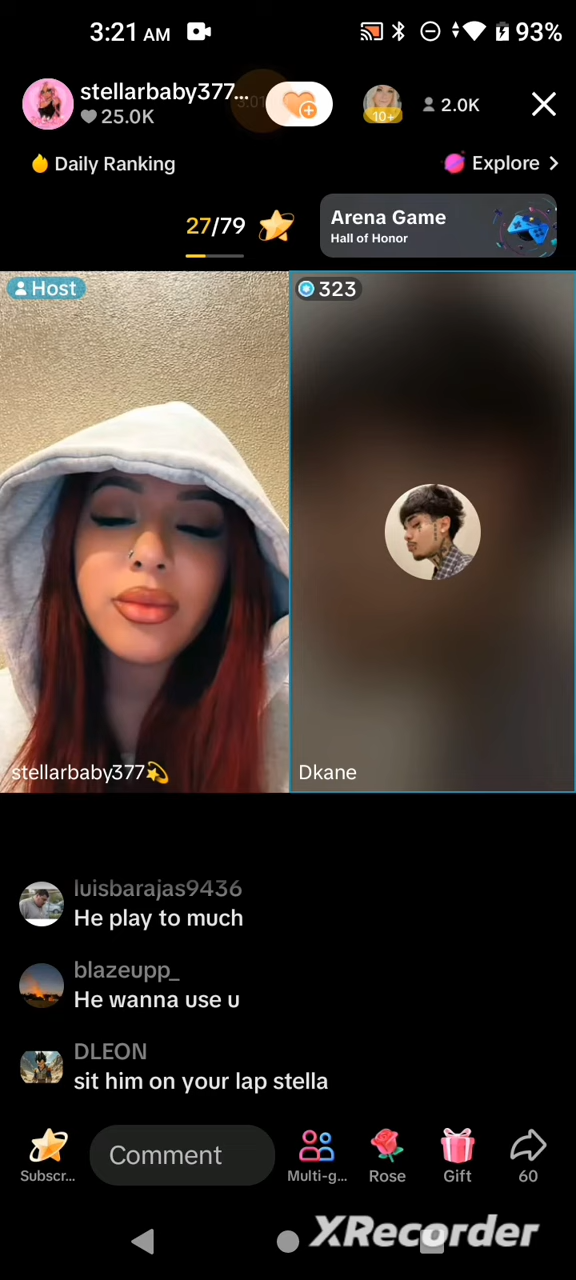 3:21 AM
93%
stellarbaby377...
25.0K
10+
2.0K
Daily Ranking
Explore >
27/79
Arena Game
Hall of Honor
Host
323
stellarbaby377💫
Dkane
luisbarajas9436
He play to much
blazeupp_
He wanna use u
DLEON
sit him on your lap stella
Comment
Subscr...
Multi-g...
Rose
Gift
60
XRecorder